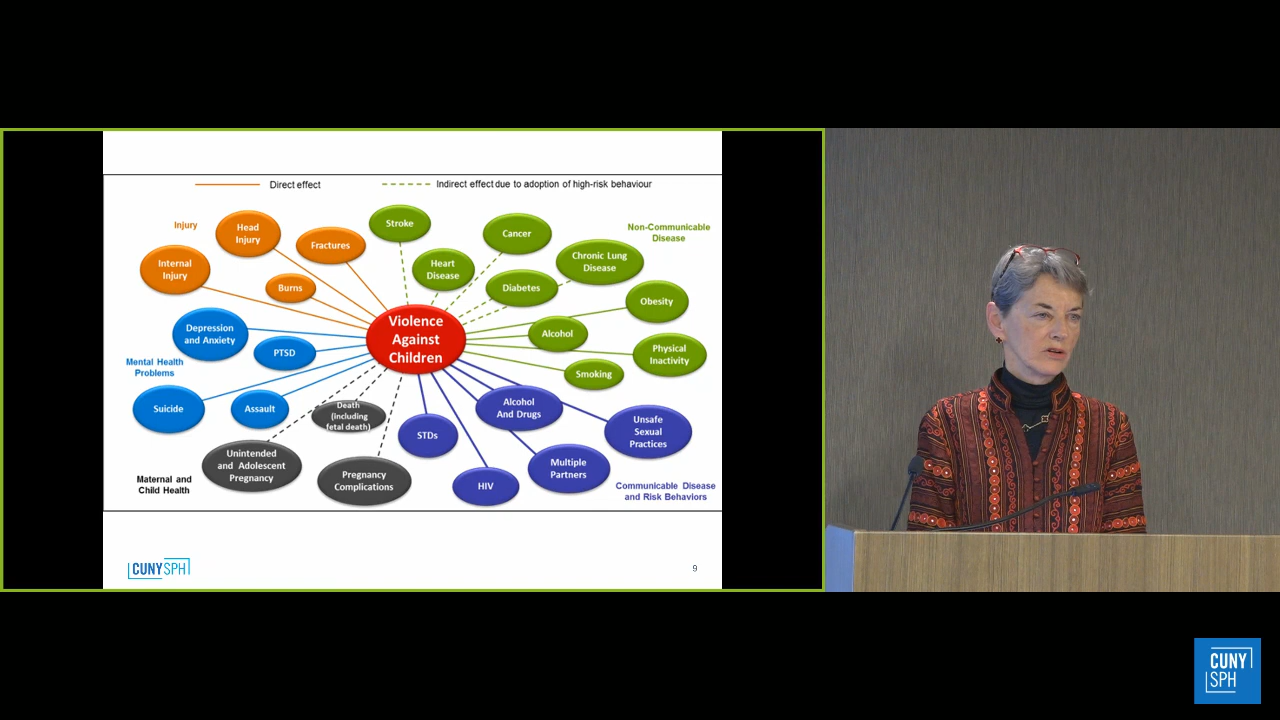 Direct effect
Indirect effect due to adoption of high-risk behaviour
Injury
Head
Injury
Fractures
Internal
Injury
Burns
Stroke
Heart
Disease
Cancer
Diabetes
Chronic Lung
Disease
Non-Communicable
Disease
Obesity
Alcohol
Physical
Inactivity
Smoking
Violence
Against
Children
Depression
and Anxiety
PTSD
Mental Health
Problems
Suicide
Assault
Death
(including
fetal death)
Unintended
and Adolescent
Pregnancy
Pregnancy
Complications
Maternal and
Child Health
STDs
HIV
Alcohol
And Drugs
Multiple
Partners
Unsafe
Sexual
Practices
Communicable Disease
and Risk Behaviors
CUNYSPH
9
CUNY
SPH